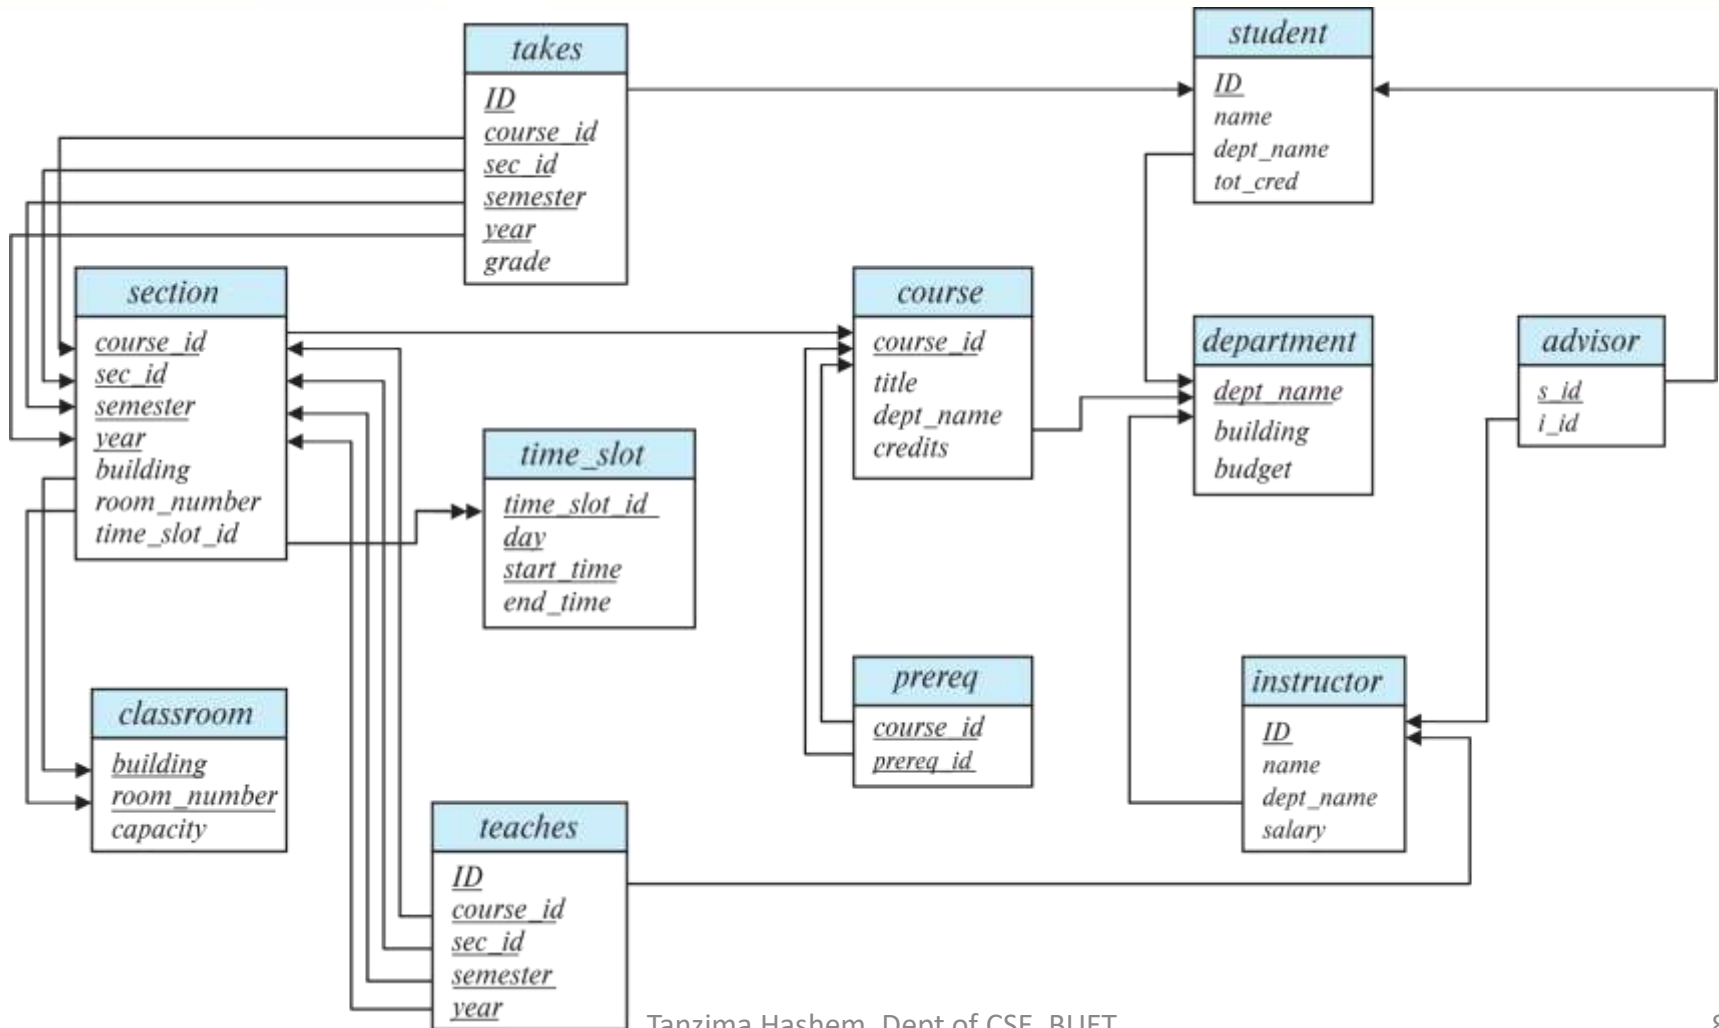 takes
ID
course_id
sec_id
semester
year
grade
student
ID
name
dept_name
tot_cred
section
course_id
sec_id
semester
year
building
room_number
time_slot_id
course
course_id
title
dept_name
credits
department
dept_name
building
budget
advisor
s_id
i_id
time_slot
time_slot_id
day
start_time
end_time
prereq
course_id
prereq_id
instructor
ID
name
dept_name
salary
classroom
building
room_number
capacity
teaches
ID
course_id
sec_id
semester
year
Tanzima Hashem, Dept of CSE, BUET